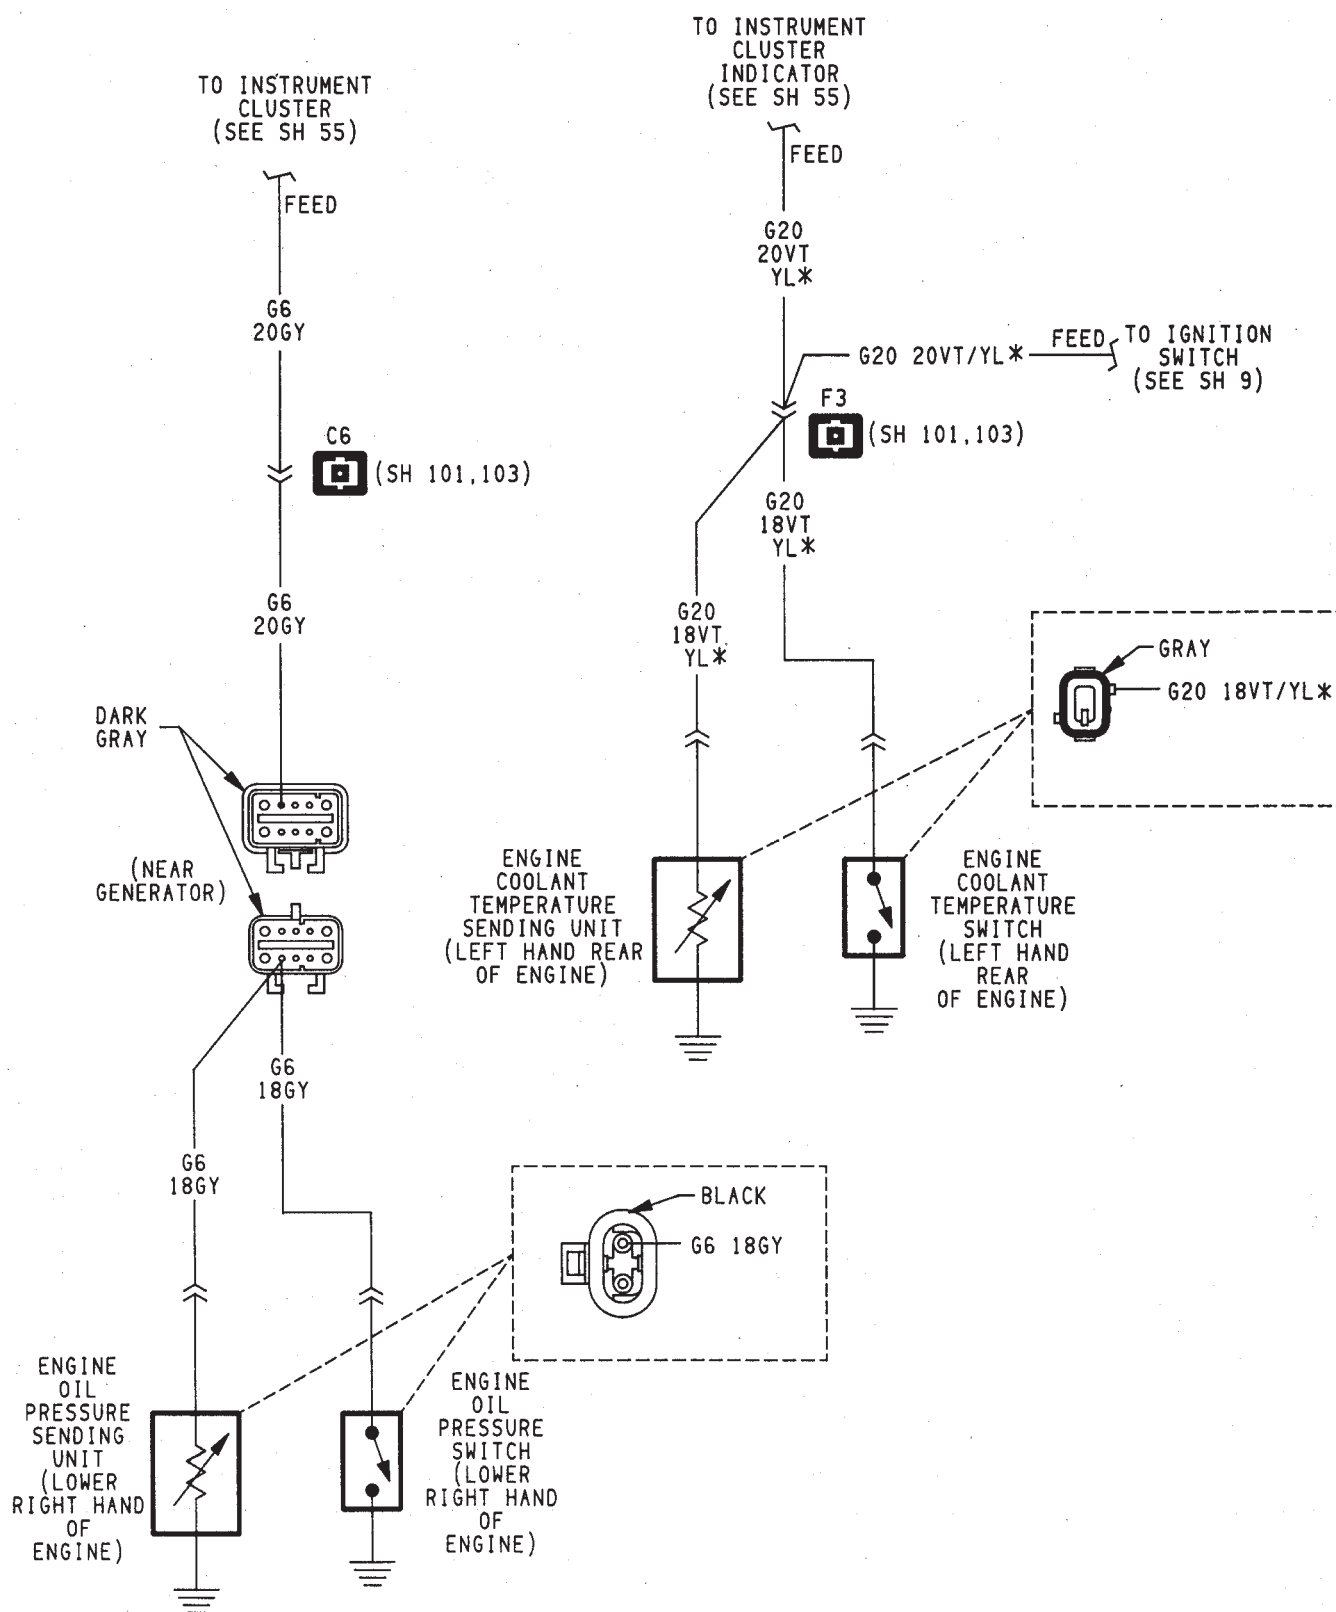 TO INSTRUMENT
CLUSTER
INDICATOR
(SEE SH 55)
FEED
TO INSTRUMENT
CLUSTER
(SEE SH 55)
FEED
G20
20VT
YL*
G6
20GY
G20 20VT/YL*
FEED
TO IGNITION
SWITCH
(SEE SH 9)
F3
(SH 101,103)
C6
(SH 101,103)
G20
18VT
YL*
G6
20GY
G20
18VT
YL*
GRAY
G20 18VT/YL*
DARK
GRAY
(NEAR
GENERATOR)
ENGINE
COOLANT
TEMPERATURE
SENDING UNIT
(LEFT HAND REAR
OF ENGINE)
ENGINE
COOLANT
TEMPERATURE
SWITCH
(LEFT HAND
REAR
OF ENGINE)
G6
18GY
G6
18GY
BLACK
G6 18GY
ENGINE
OIL
PRESSURE
SENDING
UNIT
(LOWER
RIGHT HAND
OF
ENGINE)
ENGINE
OIL
PRESSURE
SWITCH
(LOWER
RIGHT HAND
OF
ENGINE)